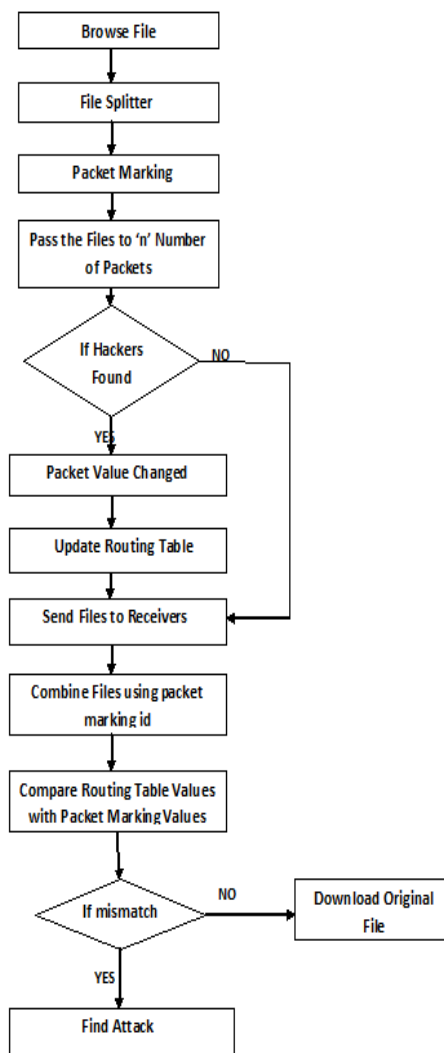 Browse File
File Splitter
Packet Marking
Pass the Files to ‘n’ Number
of Packets
If Hackers
Found
NO
YES
Packet Value Changed
Update Routing Table
Send Files to Receivers
Combine Files using packet
marking id
Compare Routing Table Values
with Packet Marking Values
If mismatch
NO
Download Original
File
YES
Find Attack